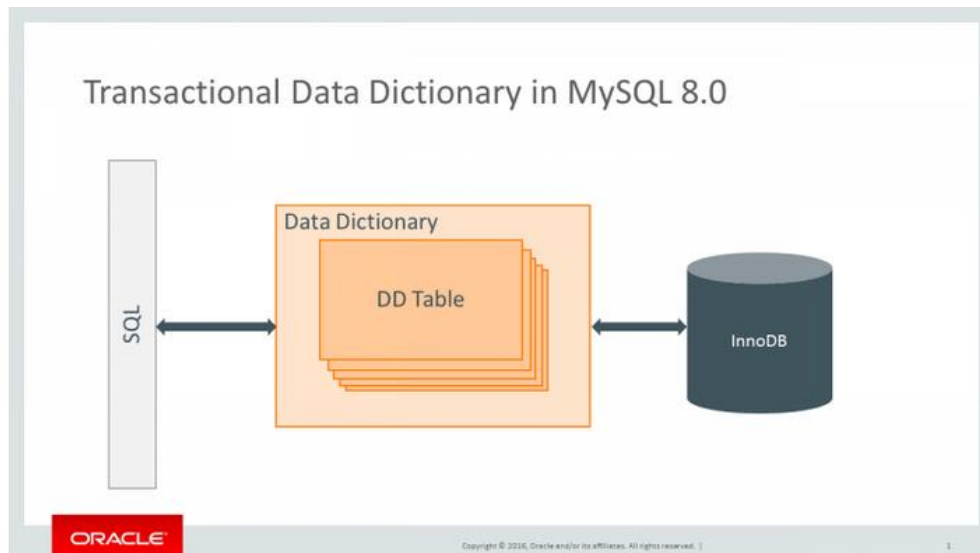 Transactional Data Dictionary in MySQL 8.0
SQL
Data Dictionary
DD Table
InnoDB
ORACLE®
Copyright © 2016, Oracle and/or its affiliates. All rights reserved. |
1